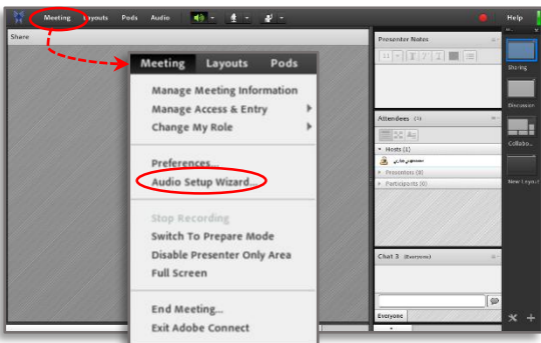 Meeting Layouts Pods Audio Help
Share
Meeting Layouts Pods
Manage Meeting Information
Manage Access & Entry
Change My Role
Preferences...
Audio Setup Wizard...
Stop Recording
Switch To Prepare Mode
Disable Presenter Only Area
Full Screen
End Meeting...
Exit Adobe Connect
Presenter Notes
Attendees (1)
Hosts (1)
Presenters (0)
Participants (0)
Chat 3 (Everyone)
Everyone
Sharing
Discussion
Collabo...
New Layout